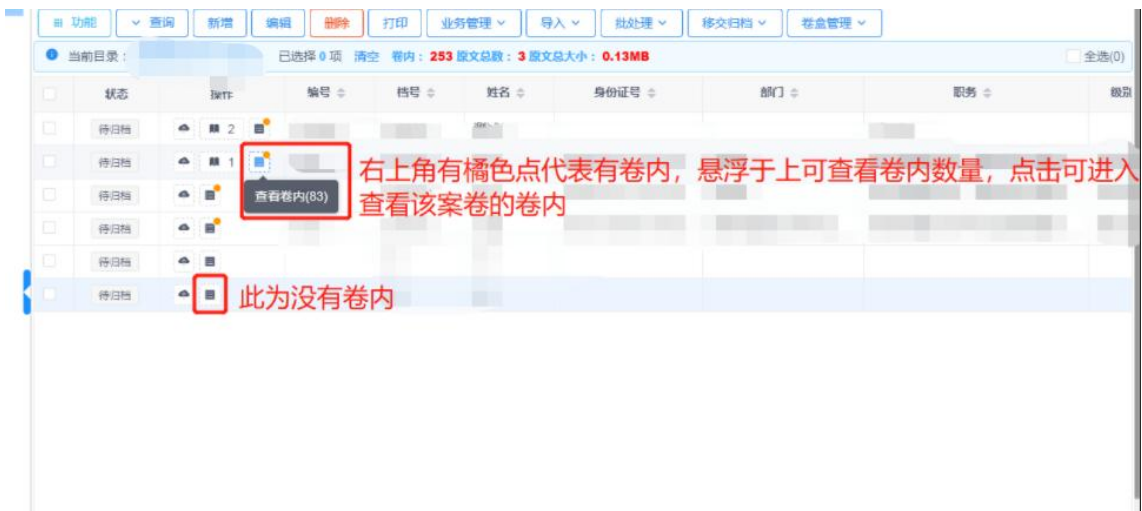 功能 查询 新增 编辑 删除 打印 业务管理 导入 批处理 移交归档 卷盒管理
当前目录： 已选择 0 项 清空 卷内：253 原文总数：3 原文总大小：0.13MB 全选(0)
状态 操作 编号 档号 姓名 身份证号 部门 职务 级别
待归档 2
待归档 1
右上角有橘色点代表有卷内，悬浮于上可查看卷内数量，点击可进入
待归档 查看卷内(83)
查看该案卷的卷内
待归档
待归档
待归档
此为没有卷内